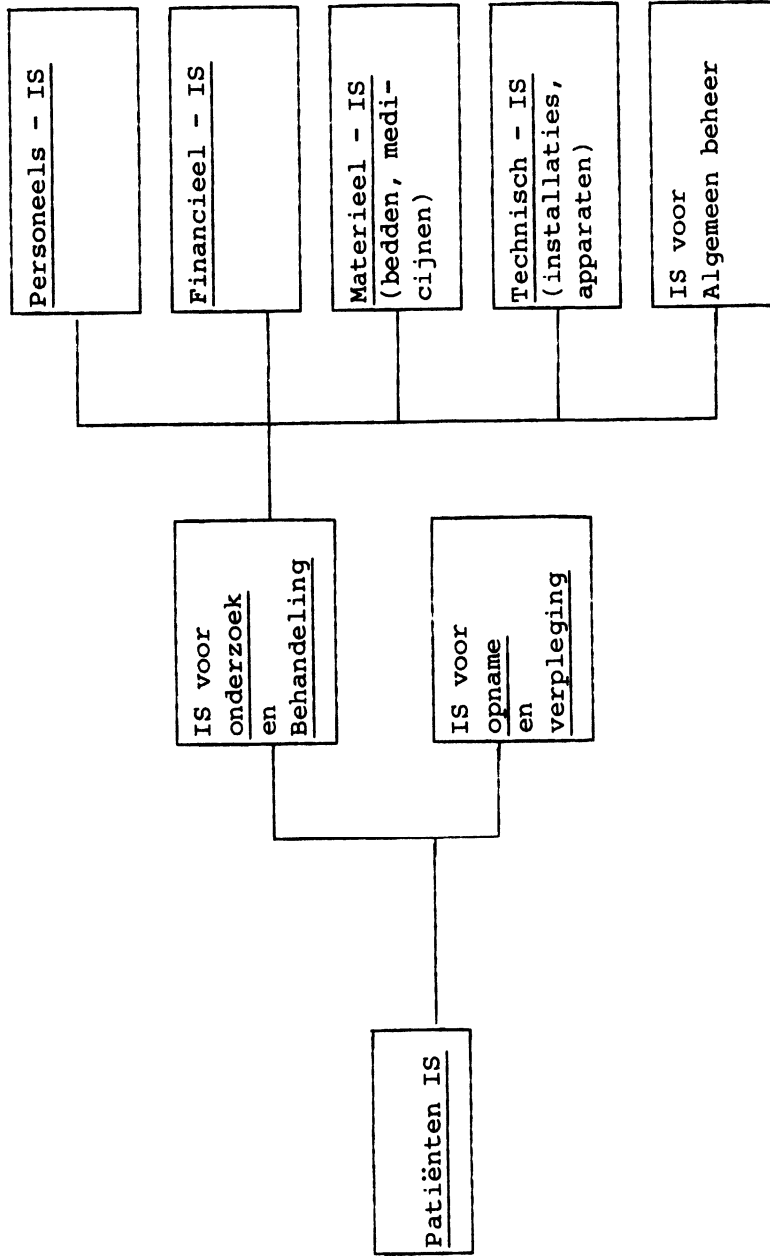 Patiënten IS
IS voor
onderzoek
en
Behandeling
IS voor
opname
en
verpleging
Personeels - IS
Financieel - IS
Materieel - IS
(bedden, medi-
cijnen)
Technisch - IS
(installaties,
apparaten)
IS voor
Algemeen beheer